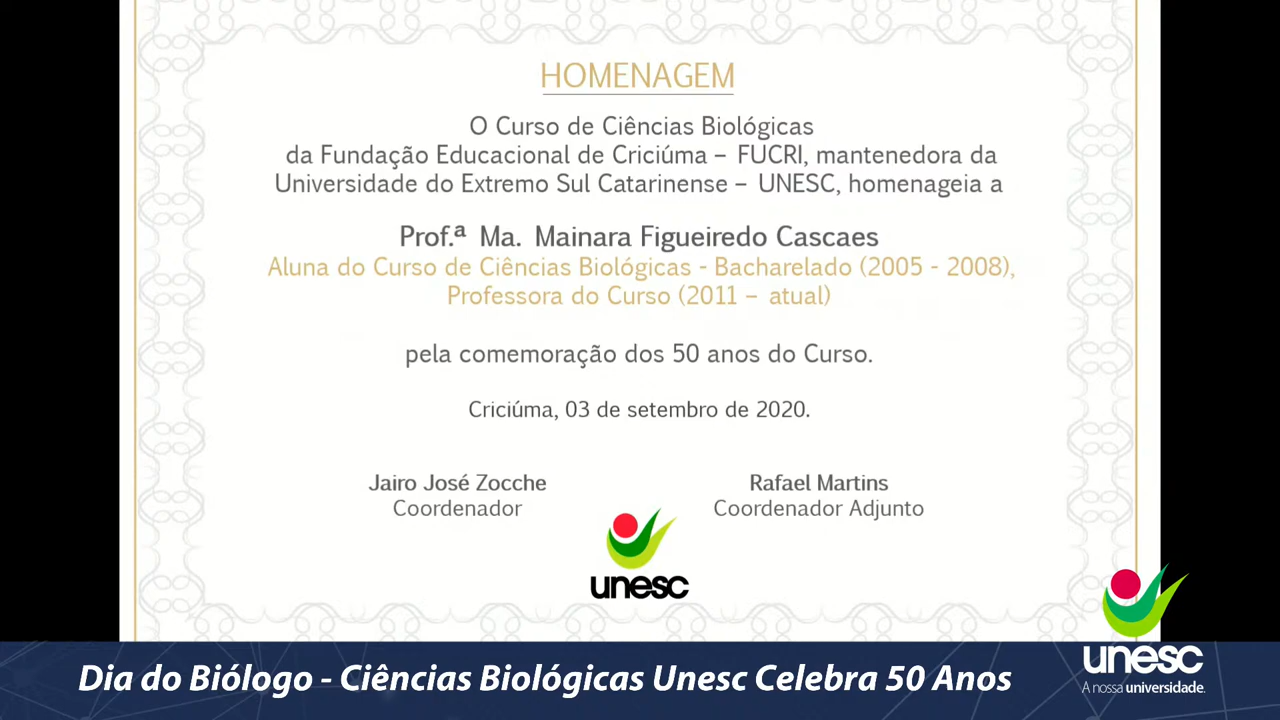 HOMENAGEM
O Curso de Ciências Biológicas
da Fundação Educacional de Criciúma – FUCRI, mantenedora da
Universidade do Extremo Sul Catarinense – UNESC, homenageia a
Prof.ª Ma. Mainara Figueiredo Cascaes
Aluna do Curso de Ciências Biológicas - Bacharelado (2005 - 2008),
Professora do Curso (2011 – atual)
pela comemoração dos 50 anos do Curso.
Criciúma, 03 de setembro de 2020.
Jairo José Zocche
Coordenador
Rafael Martins
Coordenador Adjunto
unesc
Dia do Biólogo - Ciências Biológicas Unesc Celebra 50 Anos
unesc
A nossa universidade.